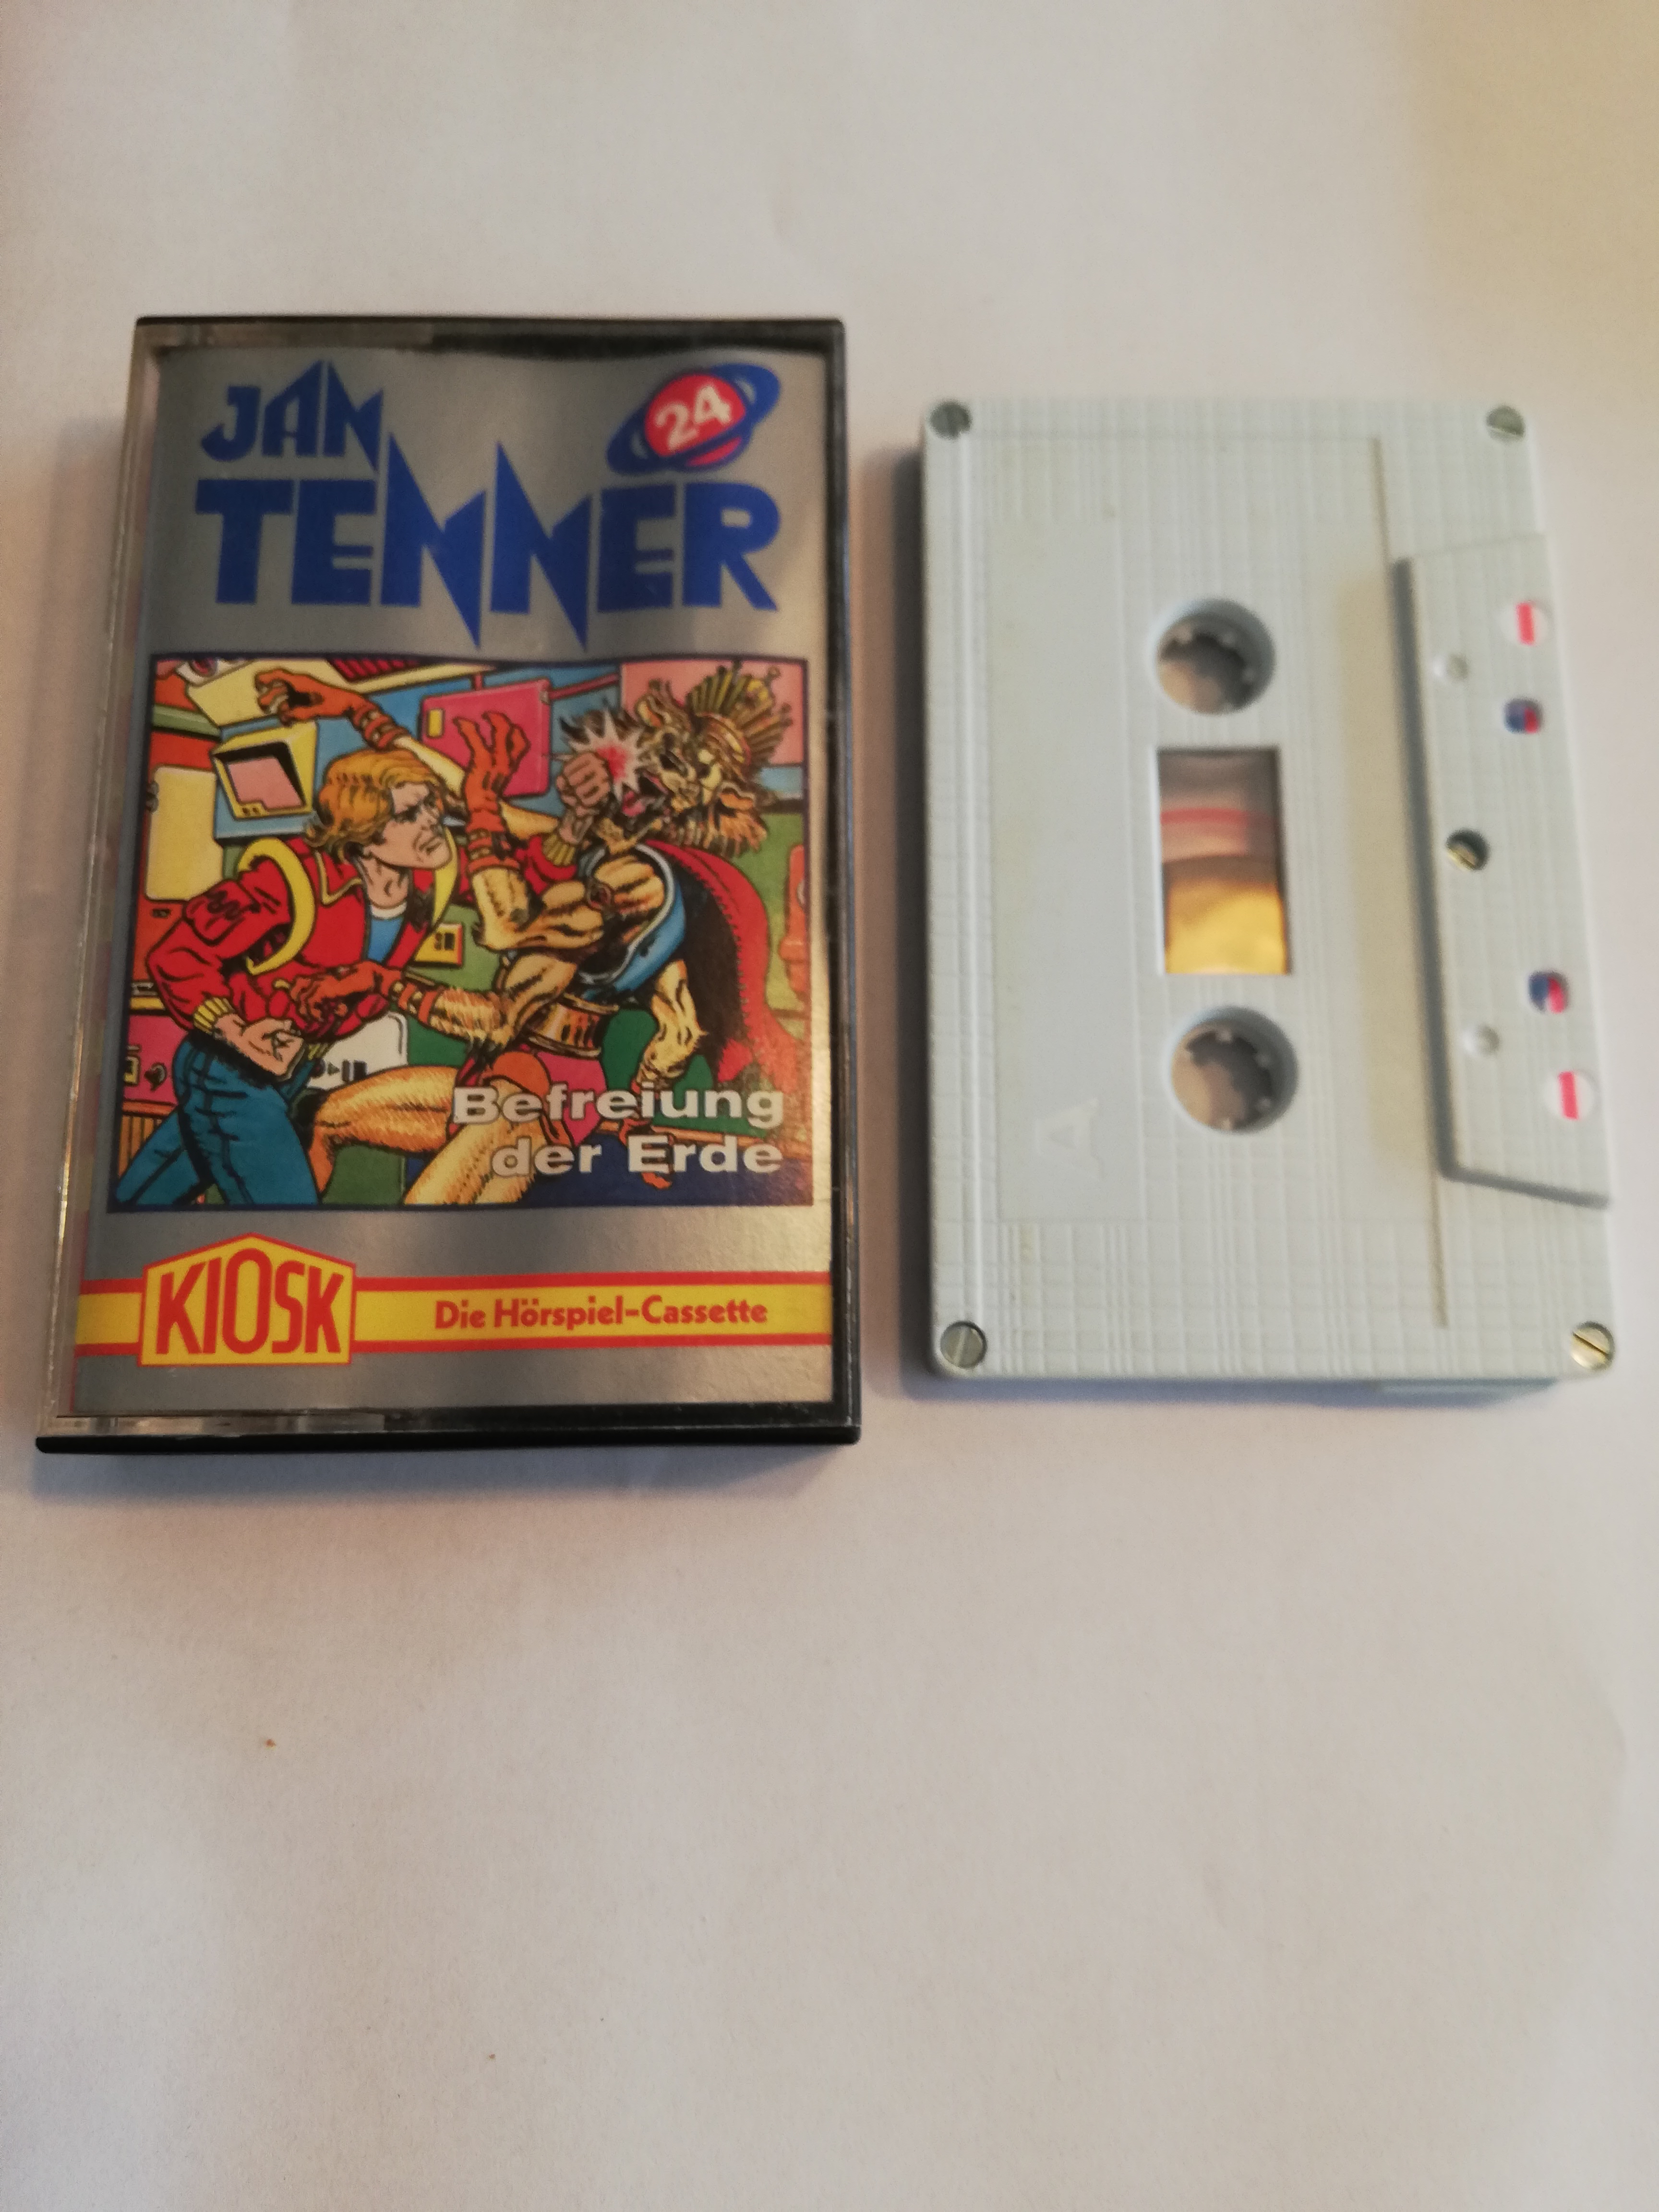 JAN
24
TENNER
Befreiung
der Erde
KIOSK
Die Hörspiel-Cassette
A